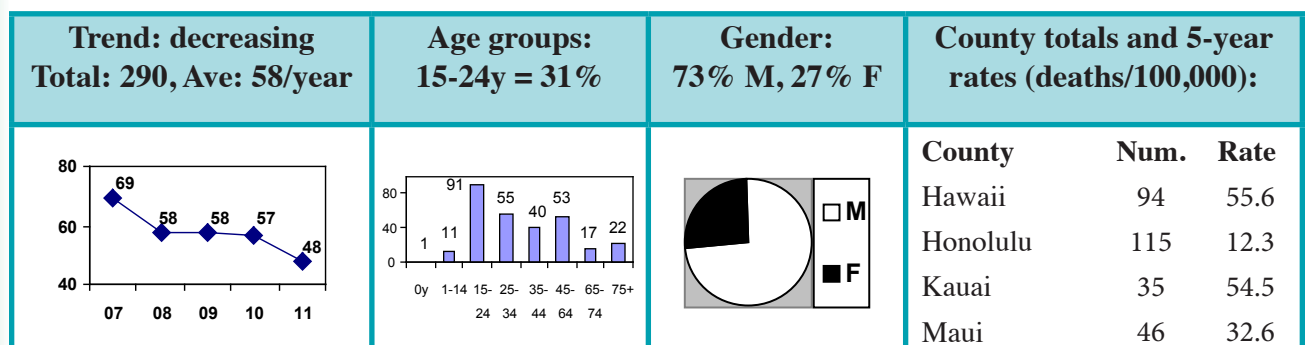 Trend: decreasing
Total: 290, Ave: 58/year
Age groups:
15-24y = 31%
Gender:
73% M, 27% F
County totals and 5-year
rates (deaths/100,000):
80
60
40
69
58
58
57
48
07 08 09 10 11
80
40
0
1
11
91
55
40
53
17
22
0y 1-14 15- 25- 35- 45- 65- 75+
24 34 44 64 74
M
F
County Num. Rate
Hawaii 94 55.6
Honolulu 115 12.3
Kauai 35 54.5
Maui 46 32.6